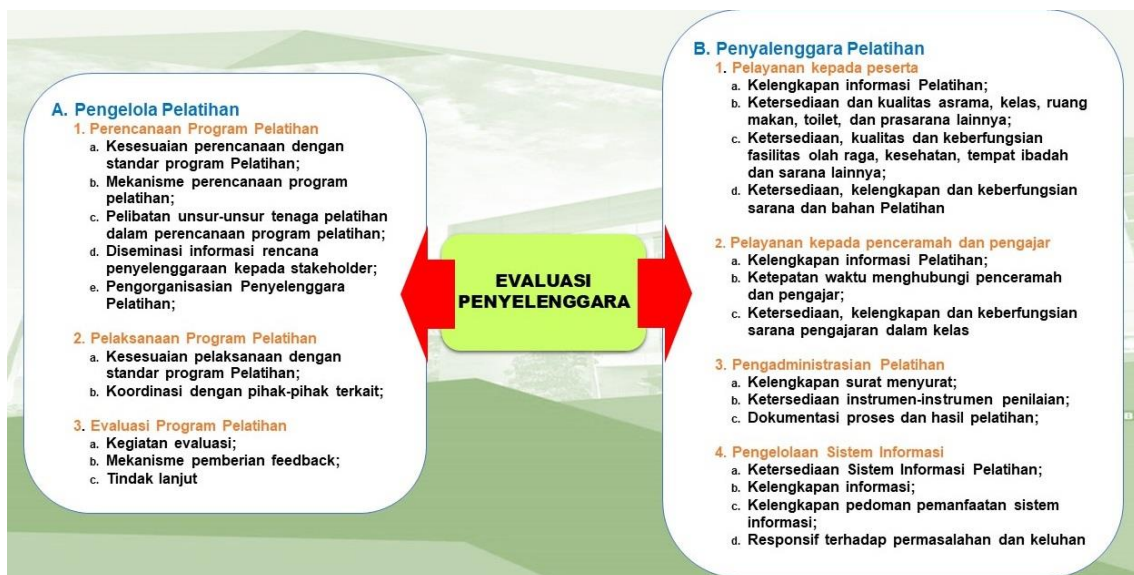 A. Pengelola Pelatihan
1. Perencanaan Program Pelatihan
a. Kesesuaian perencanaan dengan
standar program Pelatihan;
b. Mekanisme perencanaan program
pelatihan;
c. Pelibatan unsur-unsur tenaga pelatihan
dalam perencanaan program pelatihan;
d. Diseminasi informasi rencana
penyelenggaraan kepada stakeholder;
e. Pengorganisasian Penyelenggara
Pelatihan;
2. Pelaksanaan Program Pelatihan
a. Kesesuaian pelaksanaan dengan
standar program Pelatihan;
b. Koordinasi dengan pihak-pihak terkait;
3. Evaluasi Program Pelatihan
a. Kegiatan evaluasi;
b. Mekanisme pemberian feedback;
c. Tindak lanjut
EVALUASI
PENYELENGGARA
B. Penyalenggara Pelatihan
1. Pelayanan kepada peserta
a. Kelengkapan informasi Pelatihan;
b. Ketersediaan dan kualitas asrama, kelas, ruang
makan, toilet, dan prasarana lainnya;
c. Ketersediaan, kualitas dan keberfungsian
fasilitas olah raga, kesehatan, tempat ibadah
dan sarana lainnya;
d. Ketersediaan, kelengkapan dan keberfungsian
sarana dan bahan Pelatihan
2. Pelayanan kepada penceramah dan pengajar
a. Kelengkapan informasi Pelatihan;
b. Ketepatan waktu menghubungi penceramah
dan pengajar;
c. Ketersediaan, kelengkapan dan keberfungsian
sarana pengajaran dalam kelas
3. Pengadministrasian Pelatihan
a. Kelengkapan surat menyurat;
b. Ketersediaan instrumen-instrumen penilaian;
c. Dokumentasi proses dan hasil pelatihan;
4. Pengelolaan Sistem Informasi
a. Ketersediaan Sistem Informasi Pelatihan;
b. Kelengkapan informasi;
c. Kelengkapan pedoman pemanfaatan sistem
informasi;
d. Responsif terhadap permasalahan dan keluhan